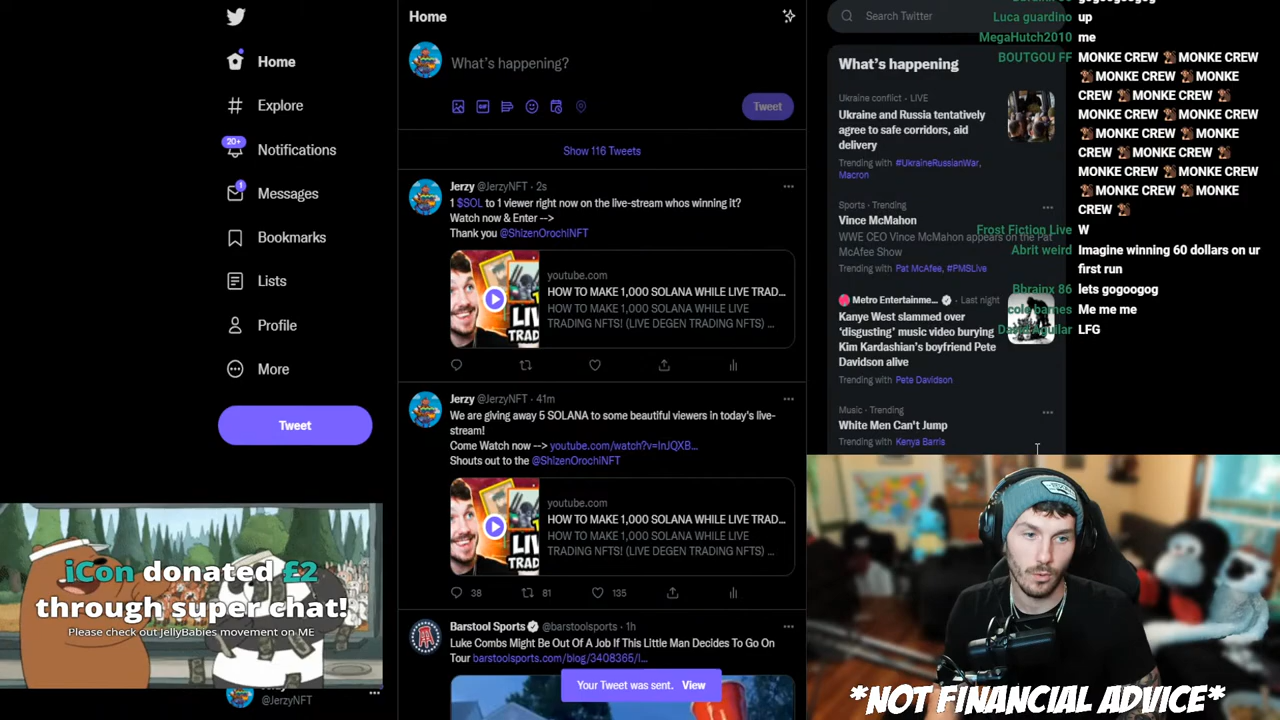 Home
Explore
20+
Notifications
1
Messages
Bookmarks
Lists
Profile
More
Tweet
iCon donated £2
through super chat!
Please check out JellyBabies movement on ME
@JerzyNFT
Home
What's happening?
Tweet
Show 116 Tweets
Jerzy @JerzyNFT · 2s
1 $SOL to 1 viewer right now on the live-stream whos winning it?
Watch now & Enter -->
Thank you @ShizenOrochiNFT
youtube.com
HOW TO MAKE 1,000 SOLANA WHILE LIVE TRAD...
HOW TO MAKE 1,000 SOLANA WHILE LIVE
TRADING NFTS! (LIVE DEGEN TRADING NFTS) ...
Jerzy @JerzyNFT · 41m
We are giving away 5 SOLANA to some beautiful viewers in today's live-
stream!
Come Watch now --> youtube.com/watch?v=InJQXB...
Shouts out to the @ShizenOrochiNFT
youtube.com
HOW TO MAKE 1,000 SOLANA WHILE LIVE TRAD...
HOW TO MAKE 1,000 SOLANA WHILE LIVE
TRADING NFTS! (LIVE DEGEN TRADING NFTS) ...
38 81 135
Barstool Sports @barstoolsports · 1h
Luke Combs Might Be Out Of A Job If This Little Man Decides To Go On
Tour barstoolsports.com/blog/3408365/l...
Your Tweet was sent. View
Search Twitter
What's happening
Ukraine conflict · LIVE
Ukraine and Russia tentatively
agree to safe corridors, aid
delivery
Trending with #UkraineRussianWar,
Macron
Sports · Trending
Vince McMahon
WWE CEO Vince McMahon appears on the Pat
McAfee Show
Trending with Pat McAfee, #PMSLive
Metro Entertainme... · Last night
Kanye West slammed over
'disgusting' music video burying
Kim Kardashian's boyfriend Pete
Davidson alive
Trending with Pete Davidson
Music · Trending
White Men Can't Jump
Trending with Kenya Barris
Luca guardino up
MegaHutch2010 me
BOUTGOU FF MONKE CREW
MONKE CREW MONKE
CREW MONKE CREW
MONKE CREW MONKE
CREW MONKE CREW
MONKE CREW MONKE
CREW MONKE CREW
MONKE CREW MONKE
CREW
Frost Fiction Live W
Abrit weird Imagine winning 60 dollars on ur
first run
Bbrainx 86 lets gogoogog
cole barnes Me me me
David Aguilar LFG
*NOT FINANCIAL ADVICE*